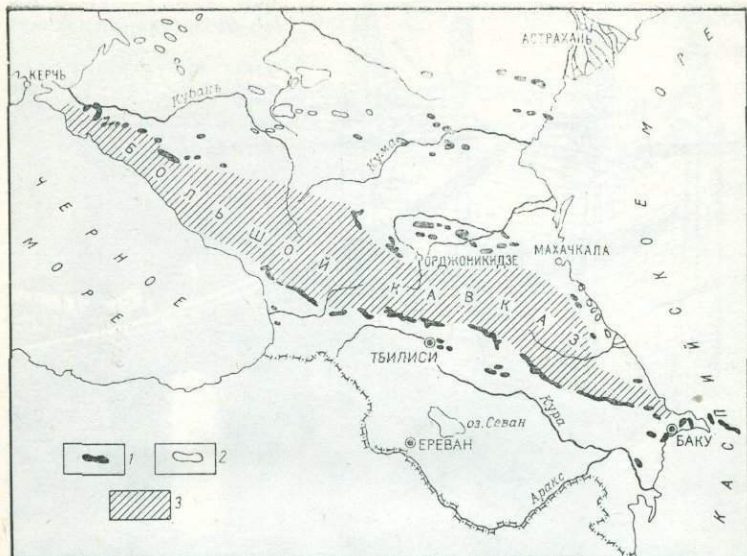 АСТРАХАНЬ
КЕРЧЬ
Кубань
Кума
ЧЕРНОЕ
МОРЕ
БОЛЬШОЙ
КАВКАЗ
ОРДЖОНИКИДЗЕ
МАХАЧКАЛА
КАСПИЙСКОЕ МОРЕ
ТБИЛИСИ
Кура
оз. Севан
ЕРЕВАН
БАКУ
Аракс
1
2
3